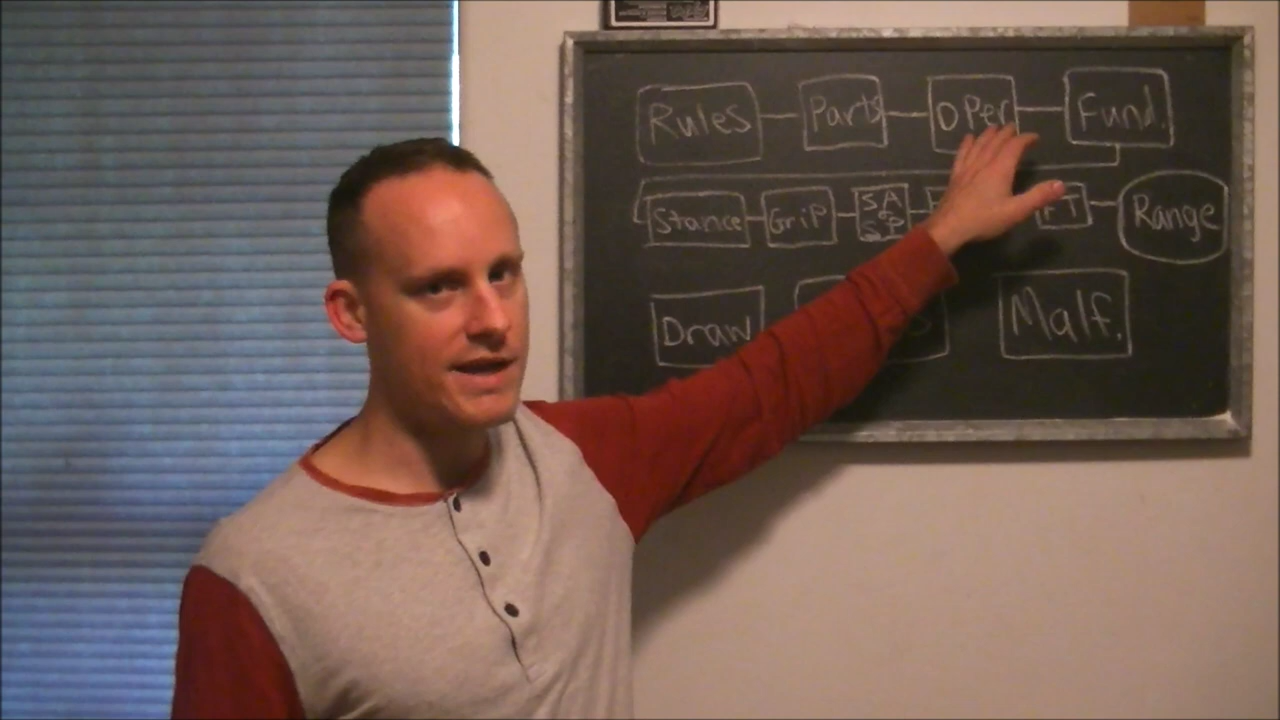 Rules Parts Oper Fund.
Stance Grip SA & SP FT Range
Draw Malf.